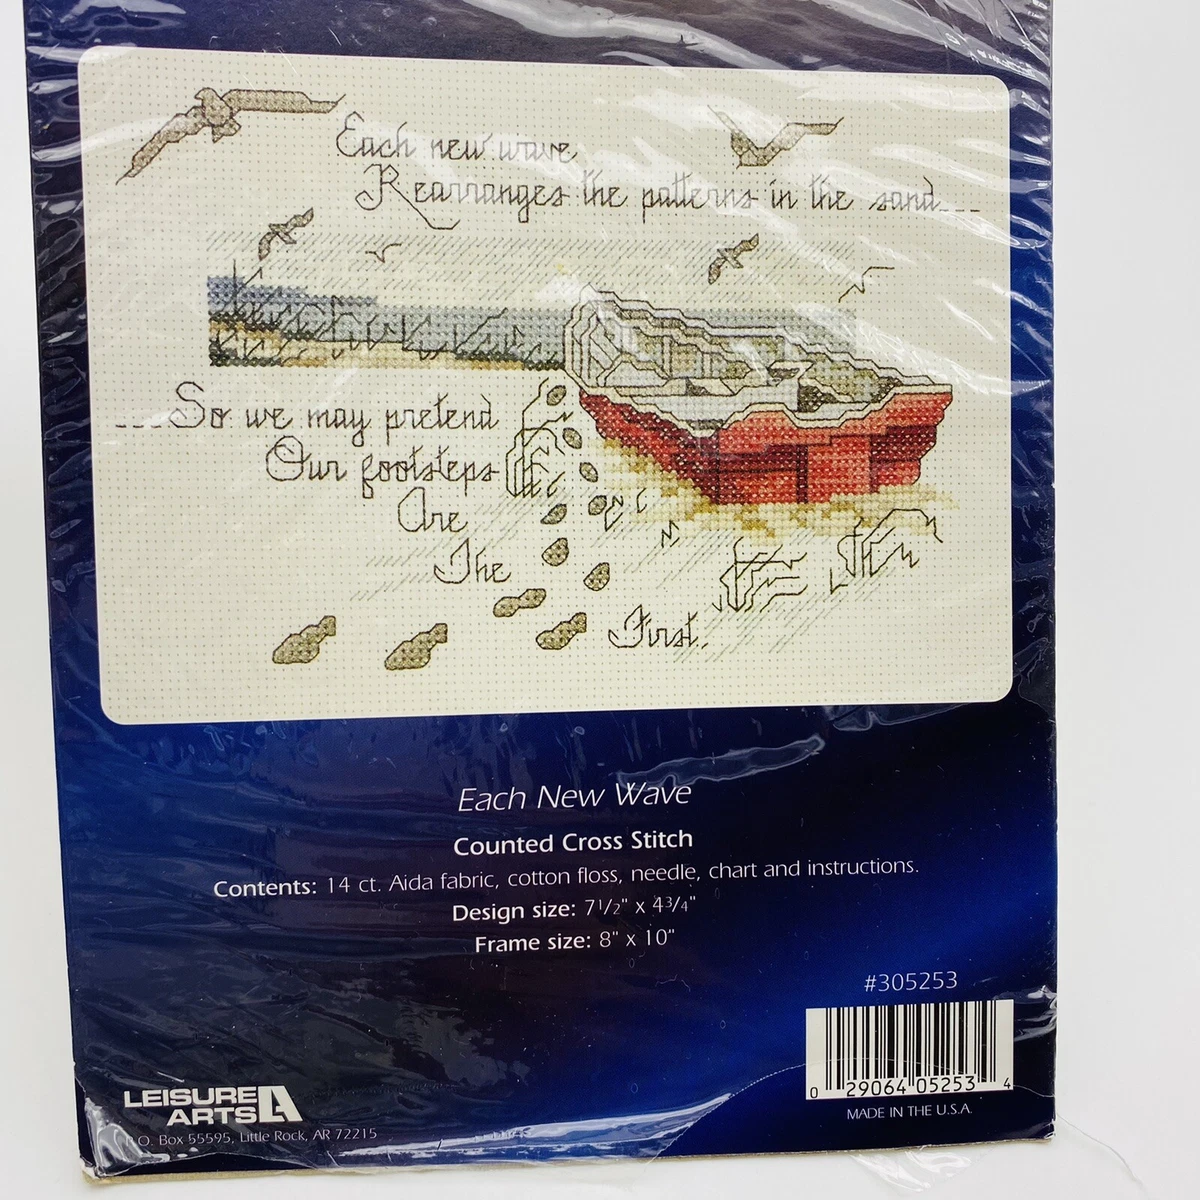 Each new wave
Rearranges the patterns in the sand...
...So we may pretend
Our footsteps
Are
The
First.
Each New Wave
Counted Cross Stitch
Contents: 14 ct. Aida fabric, cotton floss, needle, chart and instructions.
Design size: 7 1/2" x 4 3/4"
Frame size: 8" x 10"
#305253
0 29064 05253 4
MADE IN THE U.S.A.
LEISURE
ARTS
P.O. Box 55595, Little Rock, AR 72215